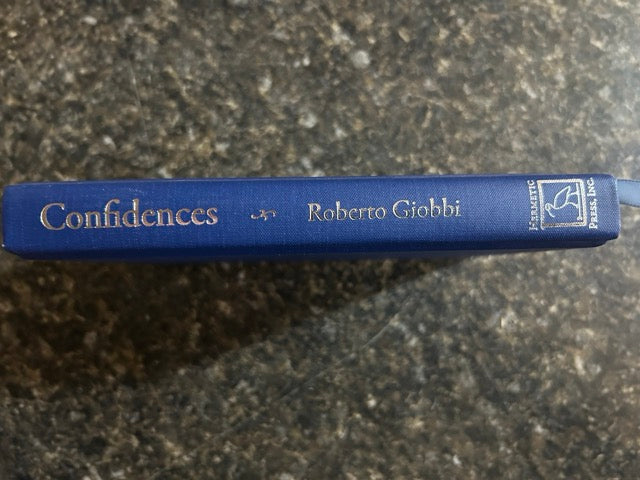 Confidences
Roberto Giobbi
HERMETIC
PRESS, INC.